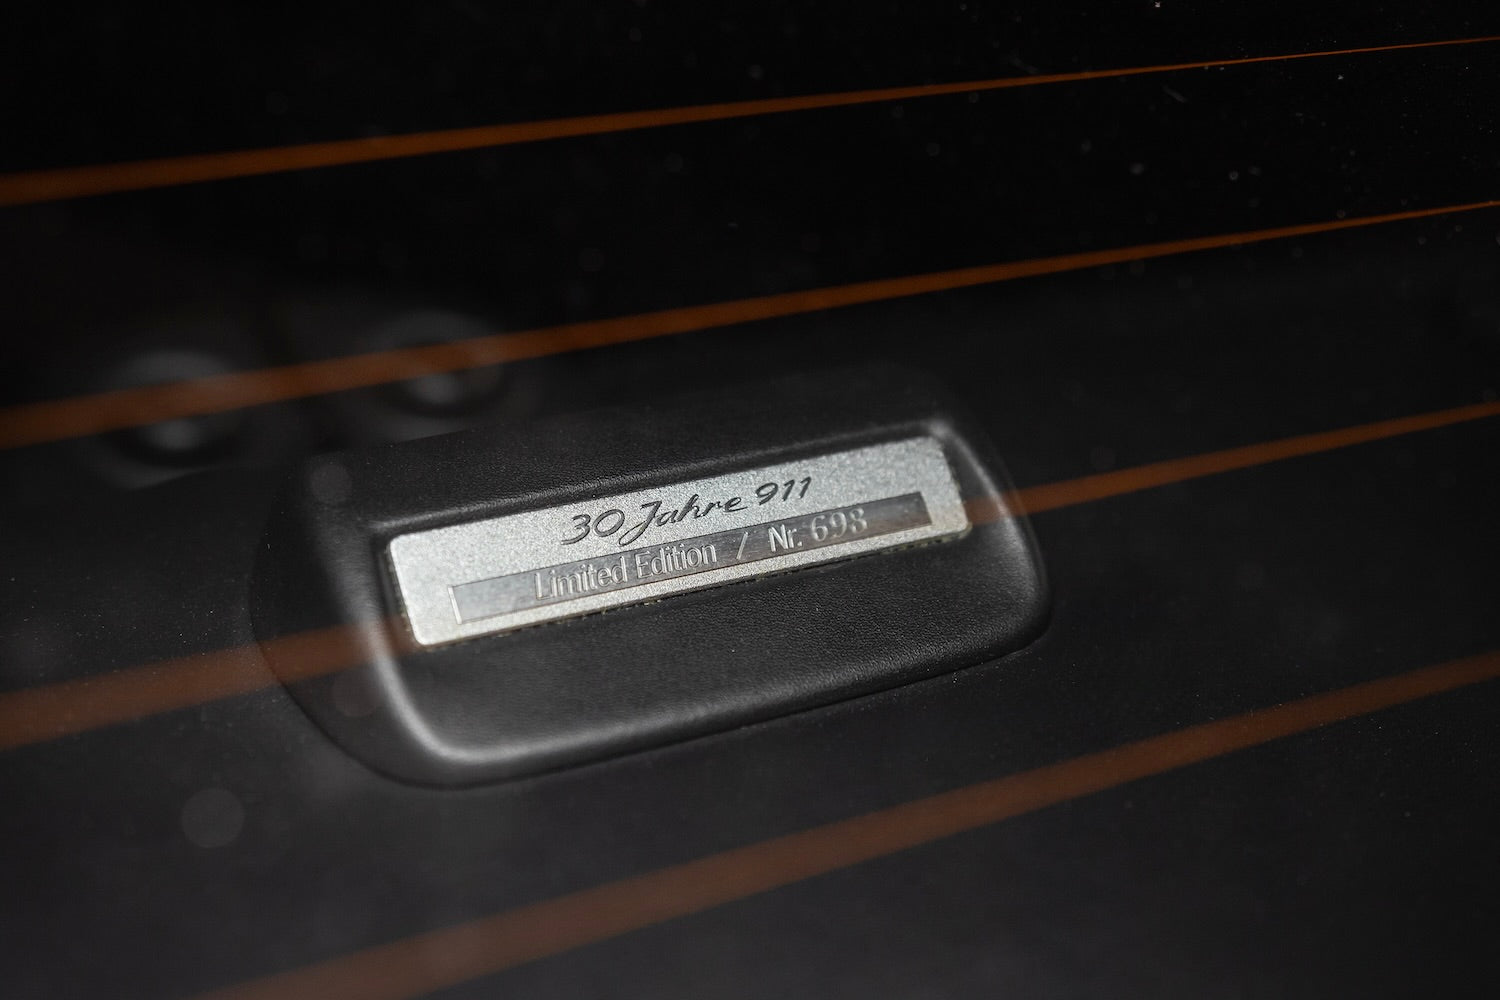 30 Jahre 911
Limited Edition / Nr. 698